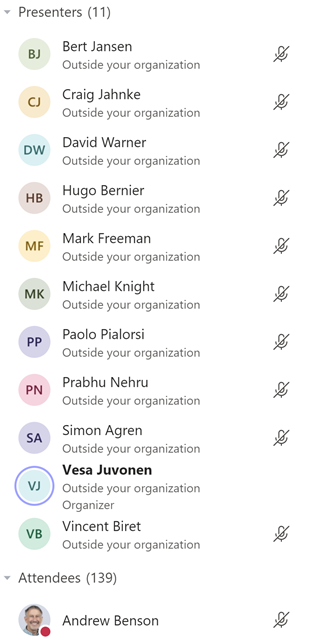 Presenters (11)
BJ
Bert Jansen
Outside your organization
CJ
Craig Jahnke
Outside your organization
DW
David Warner
Outside your organization
HB
Hugo Bernier
Outside your organization
MF
Mark Freeman
Outside your organization
MK
Michael Knight
Outside your organization
PP
Paolo Pialorsi
Outside your organization
PN
Prabhu Nehru
Outside your organization
SA
Simon Agren
Outside your organization
VJ
Vesa Juvonen
Outside your organization
Organizer
VB
Vincent Biret
Outside your organization
Attendees (139)
Andrew Benson